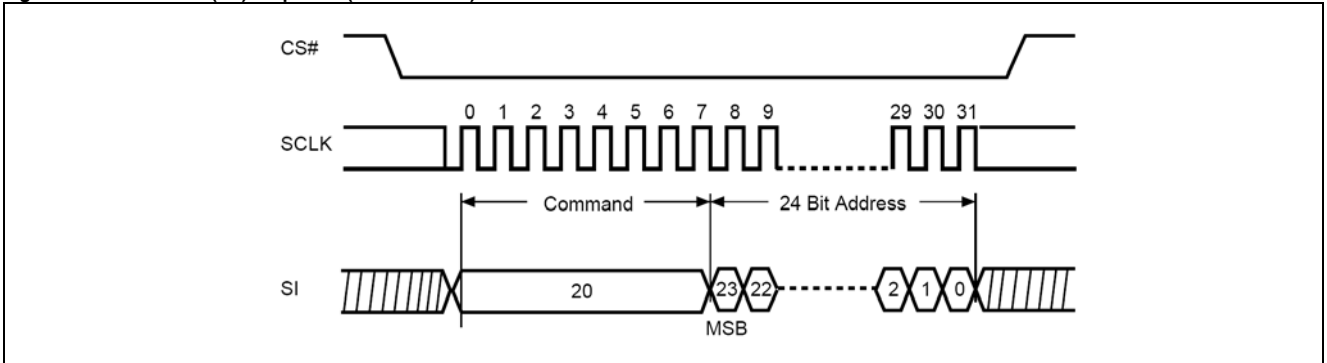 CS#
0 1 2 3 4 5 6 7 8 9 29 30 31
SCLK
Command 24 Bit Address
SI 20 23 22 2 1 0
MSB